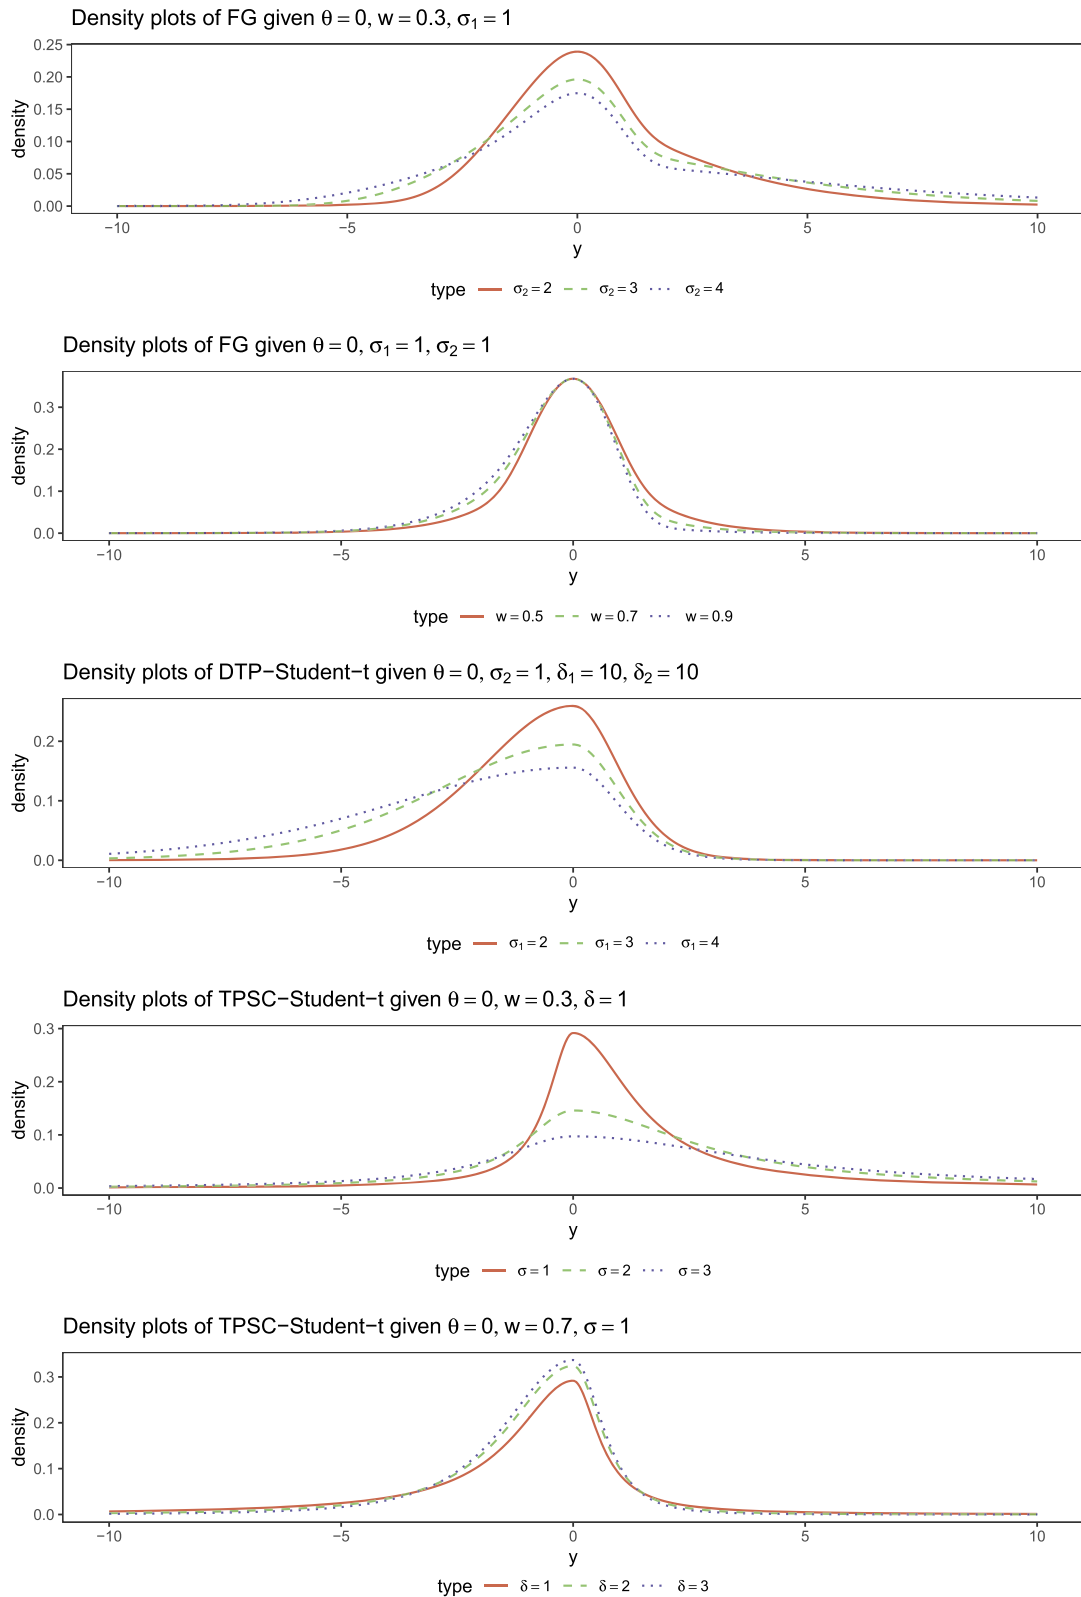 Density plots of FG given θ = 0, w = 0.3, σ₁ = 1
0.25
0.20
0.15
0.10
0.05
0.00
density
−10 −5 0 5 10
y
type σ₂ = 2 σ₂ = 3 σ₂ = 4
Density plots of FG given θ = 0, σ₁ = 1, σ₂ = 1
0.3
0.2
0.1
0.0
density
−10 −5 0 5 10
y
type w = 0.5 w = 0.7 w = 0.9
Density plots of DTP−Student−t given θ = 0, σ₂ = 1, δ₁ = 10, δ₂ = 10
0.2
0.1
0.0
density
−10 −5 0 5 10
y
type σ₁ = 2 σ₁ = 3 σ₁ = 4
Density plots of TPSC−Student−t given θ = 0, w = 0.3, δ = 1
0.3
0.2
0.1
0.0
density
−10 −5 0 5 10
y
type σ = 1 σ = 2 σ = 3
Density plots of TPSC−Student−t given θ = 0, w = 0.7, σ = 1
0.3
0.2
0.1
0.0
density
−10 −5 0 5 10
y
type δ = 1 δ = 2 δ = 3